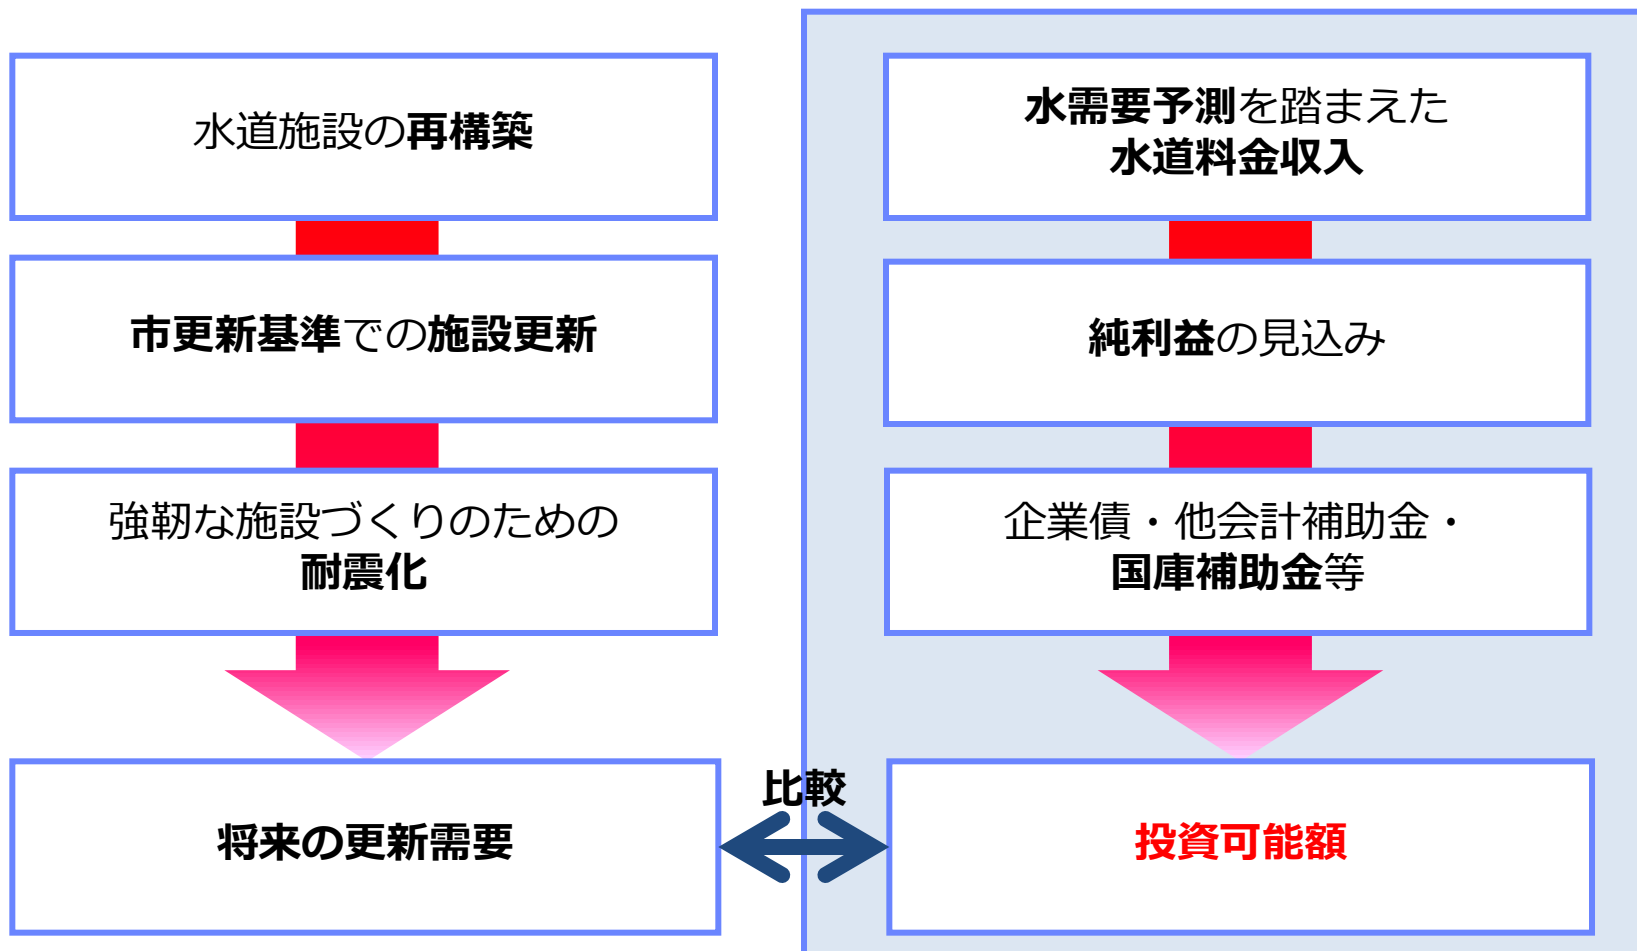 水道施設の再構築
市更新基準での施設更新
強靭な施設づくりのための
耐震化
将来の更新需要
比較
水需要予測を踏まえた
水道料金収入
純利益の見込み
企業債・他会計補助金・
国庫補助金等
投資可能額